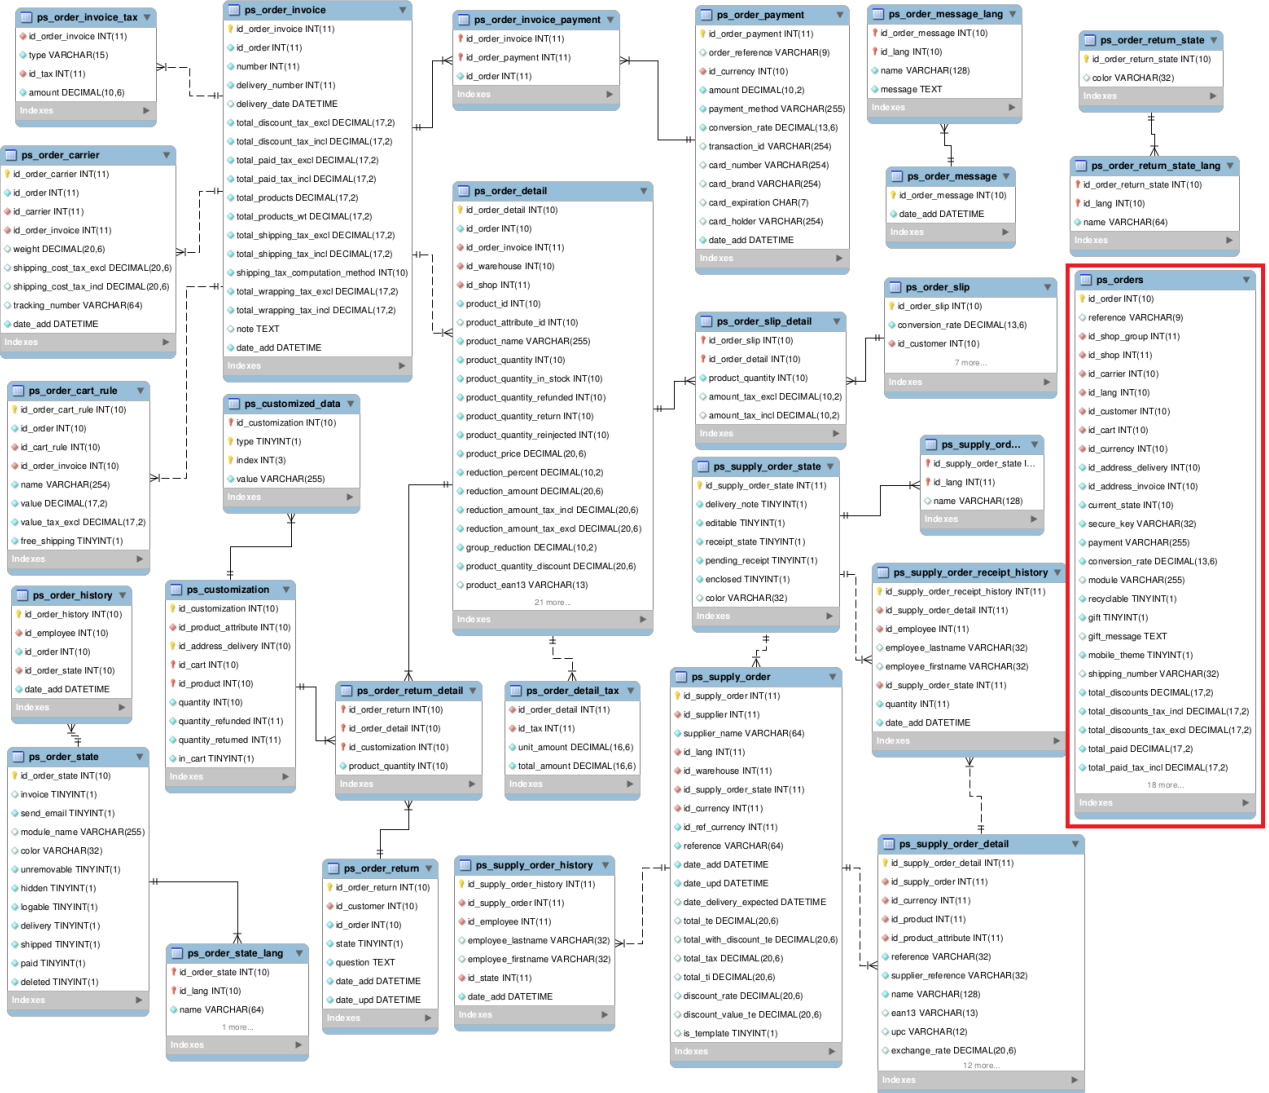 ps_order_invoice_tax
id_order_invoice INT(11)
type VARCHAR(15)
id_tax INT(11)
amount DECIMAL(10,6)
Indexes
ps_order_carrier
id_order_carrier INT(11)
id_order INT(11)
id_carrier INT(11)
id_order_invoice INT(11)
weight DECIMAL(20,6)
shipping_cost_tax_excl DECIMAL(20,6)
shipping_cost_tax_incl DECIMAL(20,6)
tracking_number VARCHAR(64)
date_add DATETIME
Indexes
ps_order_cart_rule
id_order_cart_rule INT(10)
id_order INT(10)
id_cart_rule INT(10)
id_order_invoice INT(10)
name VARCHAR(254)
value DECIMAL(17,2)
value_tax_excl DECIMAL(17,2)
free_shipping TINYINT(1)
Indexes
ps_order_history
id_order_history INT(10)
id_employee INT(10)
id_order INT(10)
id_order_state INT(10)
date_add DATETIME
Indexes
ps_order_state
id_order_state INT(10)
invoice TINYINT(1)
send_email TINYINT(1)
module_name VARCHAR(255)
color VARCHAR(32)
unremovable TINYINT(1)
hidden TINYINT(1)
logable TINYINT(1)
delivery TINYINT(1)
shipped TINYINT(1)
paid TINYINT(1)
deleted TINYINT(1)
Indexes
ps_order_invoice
id_order_invoice INT(11)
id_order INT(11)
number INT(11)
delivery_number INT(11)
delivery_date DATETIME
total_discount_tax_excl DECIMAL(17,2)
total_discount_tax_incl DECIMAL(17,2)
total_paid_tax_excl DECIMAL(17,2)
total_paid_tax_incl DECIMAL(17,2)
total_products DECIMAL(17,2)
total_products_wt DECIMAL(17,2)
total_shipping_tax_excl DECIMAL(17,2)
total_shipping_tax_incl DECIMAL(17,2)
shipping_tax_computation_method INT(10)
total_wrapping_tax_excl DECIMAL(17,2)
total_wrapping_tax_incl DECIMAL(17,2)
note TEXT
date_add DATETIME
Indexes
ps_customized_data
id_customization INT(10)
type TINYINT(1)
index INT(3)
value VARCHAR(255)
Indexes
ps_customization
id_customization INT(10)
id_product_attribute INT(10)
id_address_delivery INT(10)
id_cart INT(10)
id_product INT(10)
quantity INT(10)
quantity_refunded INT(11)
quantity_returned INT(11)
in_cart TINYINT(1)
Indexes
ps_order_state_lang
id_order_state INT(10)
id_lang INT(10)
name VARCHAR(64)
1 more...
Indexes
ps_order_return_detail
id_order_return INT(10)
id_order_detail INT(10)
id_customization INT(10)
product_quantity INT(10)
Indexes
ps_order_return
id_order_return INT(10)
id_customer INT(10)
id_order INT(10)
state TINYINT(1)
question TEXT
date_add DATETIME
date_upd DATETIME
Indexes
ps_order_invoice_payment
id_order_invoice INT(11)
id_order_payment INT(11)
id_order INT(11)
Indexes
ps_order_detail
id_order_detail INT(10)
id_order INT(10)
id_order_invoice INT(11)
id_warehouse INT(10)
id_shop INT(11)
product_id INT(10)
product_attribute_id INT(10)
product_name VARCHAR(255)
product_quantity INT(10)
product_quantity_in_stock INT(10)
product_quantity_refunded INT(10)
product_quantity_return INT(10)
product_quantity_reinjected INT(10)
product_price DECIMAL(20,6)
reduction_percent DECIMAL(10,2)
reduction_amount DECIMAL(20,6)
reduction_amount_tax_incl DECIMAL(20,6)
reduction_amount_tax_excl DECIMAL(20,6)
group_reduction DECIMAL(10,2)
product_quantity_discount DECIMAL(20,6)
product_ean13 VARCHAR(13)
21 more...
Indexes
ps_order_detail_tax
id_order_detail INT(11)
id_tax INT(11)
unit_amount DECIMAL(16,6)
total_amount DECIMAL(16,6)
Indexes
ps_supply_order_history
id_supply_order_history INT(11)
id_supply_order INT(11)
id_employee INT(11)
employee_lastname VARCHAR(32)
employee_firstname VARCHAR(32)
id_state INT(11)
date_add DATETIME
Indexes
ps_order_payment
id_order_payment INT(11)
order_reference VARCHAR(9)
id_currency INT(10)
amount DECIMAL(10,2)
payment_method VARCHAR(255)
conversion_rate DECIMAL(13,6)
transaction_id VARCHAR(254)
card_number VARCHAR(254)
card_brand VARCHAR(254)
card_expiration CHAR(7)
card_holder VARCHAR(254)
date_add DATETIME
Indexes
ps_order_slip_detail
id_order_slip INT(10)
id_order_detail INT(10)
product_quantity INT(10)
amount_tax_excl DECIMAL(10,2)
amount_tax_incl DECIMAL(10,2)
Indexes
ps_supply_order_state
id_supply_order_state INT(11)
delivery_note TINYINT(1)
editable TINYINT(1)
receipt_state TINYINT(1)
pending_receipt TINYINT(1)
enclosed TINYINT(1)
color VARCHAR(32)
Indexes
ps_supply_order
id_supply_order INT(11)
id_supplier INT(11)
supplier_name VARCHAR(64)
id_lang INT(11)
id_warehouse INT(11)
id_supply_order_state INT(11)
id_currency INT(11)
id_ref_currency INT(11)
reference VARCHAR(64)
date_add DATETIME
date_upd DATETIME
date_delivery_expected DATETIME
total_te DECIMAL(20,6)
total_with_discount_te DECIMAL(20,6)
total_tax DECIMAL(20,6)
total_ti DECIMAL(20,6)
discount_rate DECIMAL(20,6)
discount_value_te DECIMAL(20,6)
is_template TINYINT(1)
Indexes
ps_order_message_lang
id_order_message INT(10)
id_lang INT(10)
name VARCHAR(128)
message TEXT
Indexes
ps_order_message
id_order_message INT(10)
date_add DATETIME
Indexes
ps_order_slip
id_order_slip INT(10)
conversion_rate DECIMAL(13,6)
id_customer INT(10)
7 more...
Indexes
ps_supply_ord...
id_supply_order_state I...
id_lang INT(11)
name VARCHAR(128)
Indexes
ps_supply_order_receipt_history
id_supply_order_receipt_history INT(11)
id_supply_order_detail INT(11)
id_employee INT(11)
employee_lastname VARCHAR(32)
employee_firstname VARCHAR(32)
id_supply_order_state INT(11)
quantity INT(11)
date_add DATETIME
Indexes
ps_supply_order_detail
id_supply_order_detail INT(11)
id_supply_order INT(11)
id_currency INT(11)
id_product INT(11)
id_product_attribute INT(11)
reference VARCHAR(32)
supplier_reference VARCHAR(32)
name VARCHAR(128)
ean13 VARCHAR(13)
upc VARCHAR(12)
exchange_rate DECIMAL(20,6)
12 more...
Indexes
ps_order_return_state
id_order_return_state INT(10)
color VARCHAR(32)
Indexes
ps_order_return_state_lang
id_order_return_state INT(10)
id_lang INT(10)
name VARCHAR(64)
Indexes
ps_orders
id_order INT(10)
reference VARCHAR(9)
id_shop_group INT(11)
id_shop INT(11)
id_carrier INT(10)
id_lang INT(10)
id_customer INT(10)
id_cart INT(10)
id_currency INT(10)
id_address_delivery INT(10)
id_address_invoice INT(10)
current_state INT(10)
secure_key VARCHAR(32)
payment VARCHAR(255)
conversion_rate DECIMAL(13,6)
module VARCHAR(255)
recyclable TINYINT(1)
gift TINYINT(1)
gift_message TEXT
mobile_theme TINYINT(1)
shipping_number VARCHAR(32)
total_discounts DECIMAL(17,2)
total_discounts_tax_incl DECIMAL(17,2)
total_discounts_tax_excl DECIMAL(17,2)
total_paid DECIMAL(17,2)
total_paid_tax_incl DECIMAL(17,2)
18 more...
Indexes